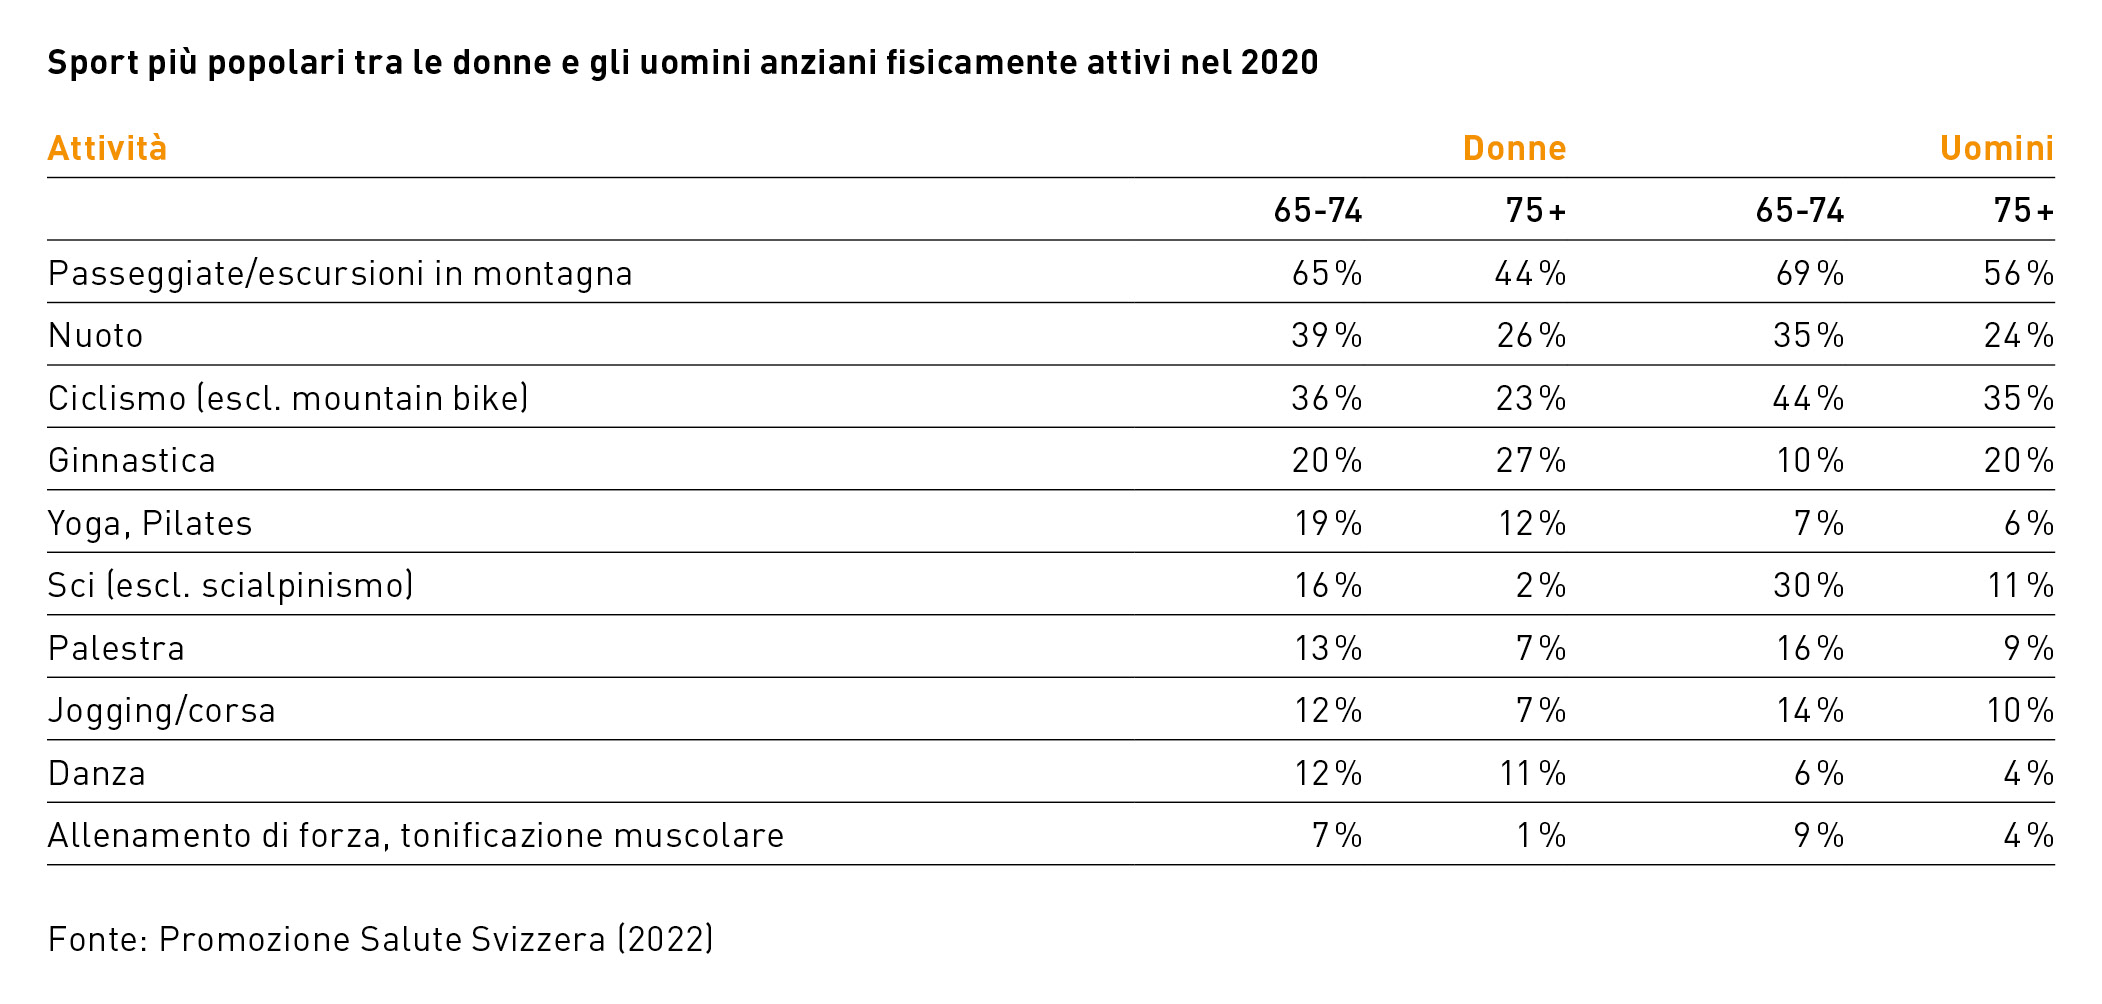 Sport più popolari tra le donne e gli uomini anziani fisicamente attivi nel 2020
Attività Donne Uomini
65-74 75+ 65-74 75+
Passeggiate/escursioni in montagna 65% 44% 69% 56%
Nuoto 39% 26% 35% 24%
Ciclismo (escl. mountain bike) 36% 23% 44% 35%
Ginnastica 20% 27% 10% 20%
Yoga, Pilates 19% 12% 7% 6%
Sci (escl. scialpinismo) 16% 2% 30% 11%
Palestra 13% 7% 16% 9%
Jogging/corsa 12% 7% 14% 10%
Danza 12% 11% 6% 4%
Allenamento di forza, tonificazione muscolare 7% 1% 9% 4%
Fonte: Promozione Salute Svizzera (2022)